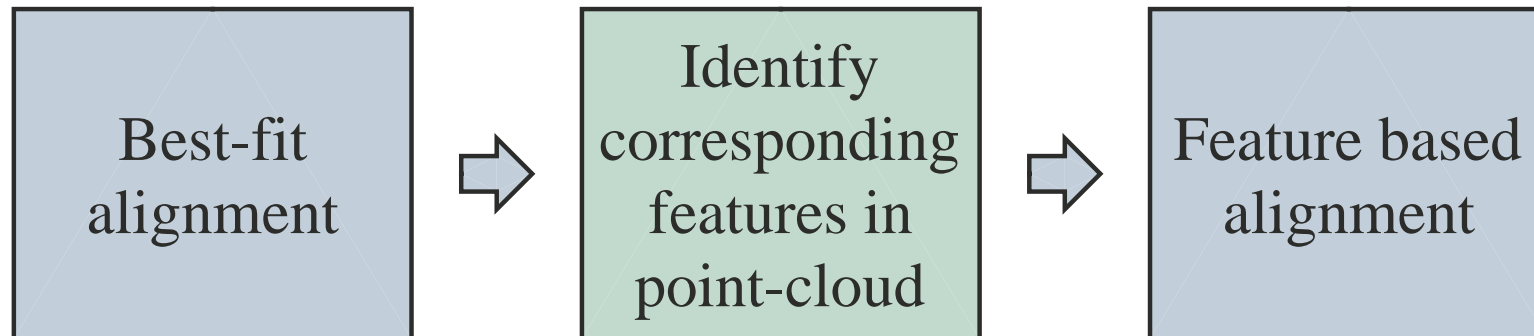 Best-fit
alignment
Identify
corresponding
features in
point-cloud
Feature based
alignment